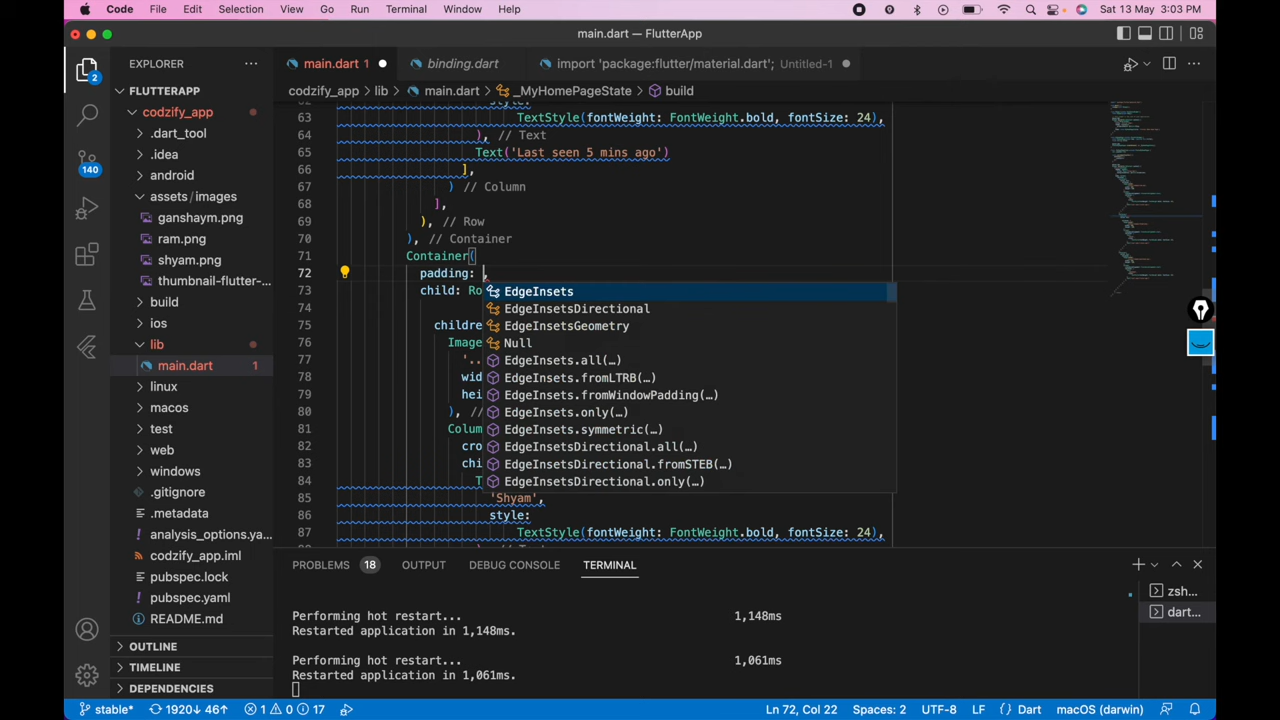 Code File Edit Selection View Run Terminal Window Help Sat 13 May 3:03 PM
main.dart — FlutterApp
EXPLORER
main.dart 1
binding.dart
import 'package:flutter/material.dart'; Untitled-1
FLUTTERAPP
codzify_app > lib > main.dart > _MyHomePageState > build
codzify_app
.dart_tool
.idea
android
assets/images
ganshaym.png
ram.png
shyam.png
thumbnail-flutter-...
build
ios
lib
main.dart 1
linux
macos
test
web
windows
.gitignore
.metadata
analysis_options.ya...
codzify_app.iml
pubspec.lock
pubspec.yaml
README.md
OUTLINE
TIMELINE
DEPENDENCIES
2
140
62 style:
63 TextStyle(fontWeight: FontWeight.bold, fontSize: 24),
64 ), // Text
65 Text('Last seen 5 mins ago')
66 ],
67 ) // Column
68 ],
69 ), // Row
70 ), // Container
71 Container(
72 padding: ,
73 child: Ro
74
75 childre
76 Image
77 '..
78 wid
79 hei
80 ), //
81 Colum
82 cro
83 chi
84 T
85 'Shyam',
86 style:
87 TextStyle(fontWeight: FontWeight.bold, fontSize: 24),
EdgeInsets
EdgeInsetsDirectional
EdgeInsetsGeometry
Null
EdgeInsets.all(…)
EdgeInsets.fromLTRB(…)
EdgeInsets.fromWindowPadding(…)
EdgeInsets.only(…)
EdgeInsets.symmetric(…)
EdgeInsetsDirectional.all(…)
EdgeInsetsDirectional.fromSTEB(…)
EdgeInsetsDirectional.only(…)
PROBLEMS 18 OUTPUT DEBUG CONSOLE TERMINAL
zsh...
dart...
Performing hot restart... 1,148ms
Restarted application in 1,148ms.
Performing hot restart... 1,061ms
Restarted application in 1,061ms.
stable* 1920↓ 46↑ 1 0 17 Ln 72, Col 22 Spaces: 2 UTF-8 LF {} Dart macOS (darwin)